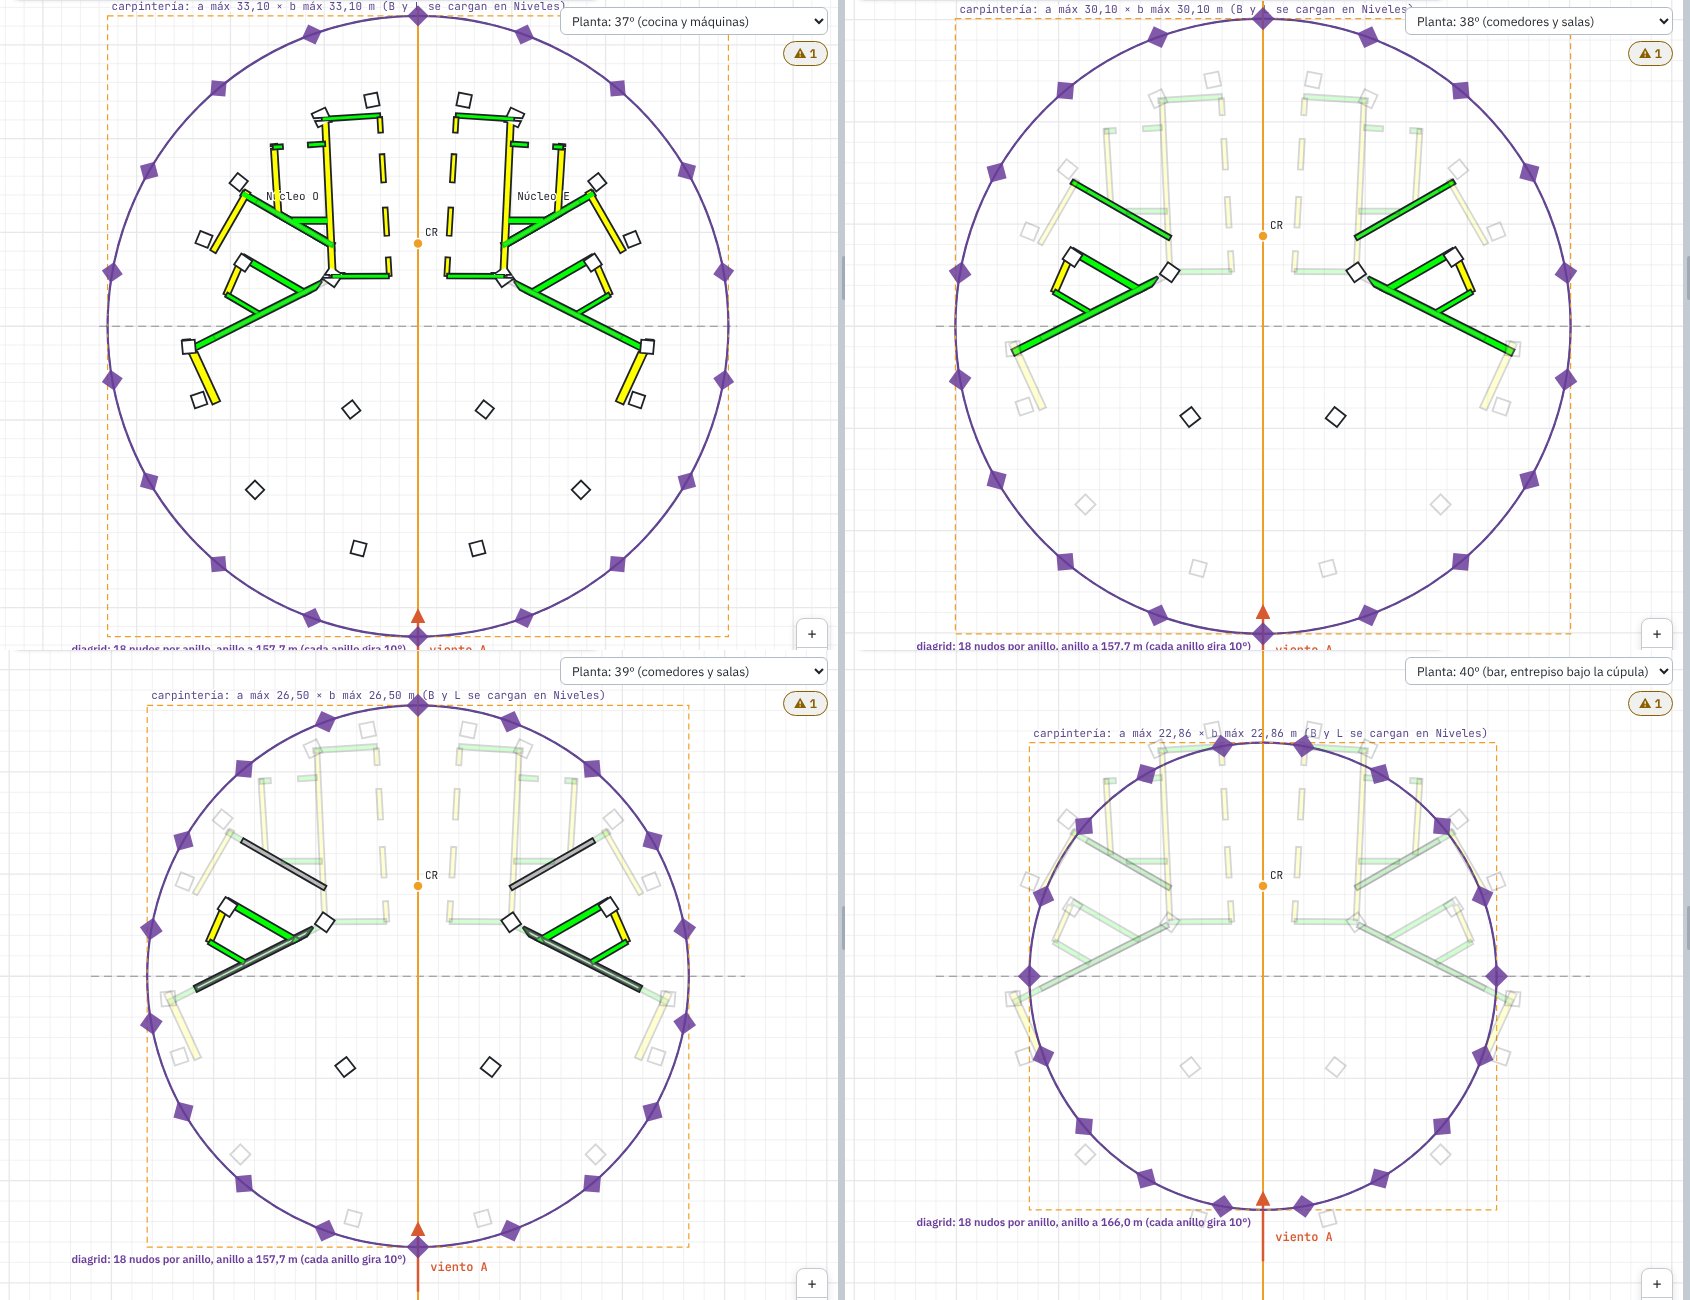 carpintería: a máx 33,10 × b máx 33,10 m (B y L se cargan en Niveles)
Planta: 37º (cocina y máquinas)
1
Núcleo O
Núcleo E
CR
+
diagrid: 18 nudos por anillo, anillo a 157,7 m (cada anillo gira 10°)
viento A
carpintería: a máx 30,10 × b máx 30,10 m (B y L se cargan en Niveles)
Planta: 38º (comedores y salas)
1
CR
+
diagrid: 18 nudos por anillo, anillo a 157,7 m (cada anillo gira 10°)
viento A
Planta: 39º (comedores y salas)
carpintería: a máx 26,50 × b máx 26,50 m (B y L se cargan en Niveles)
1
CR
diagrid: 18 nudos por anillo, anillo a 157,7 m (cada anillo gira 10°)
viento A
+
Planta: 40º (bar, entrepiso bajo la cúpula)
1
carpintería: a máx 22,86 × b máx 22,86 m (B y L se cargan en Niveles)
CR
diagrid: 18 nudos por anillo, anillo a 166,0 m (cada anillo gira 10°)
viento A
+